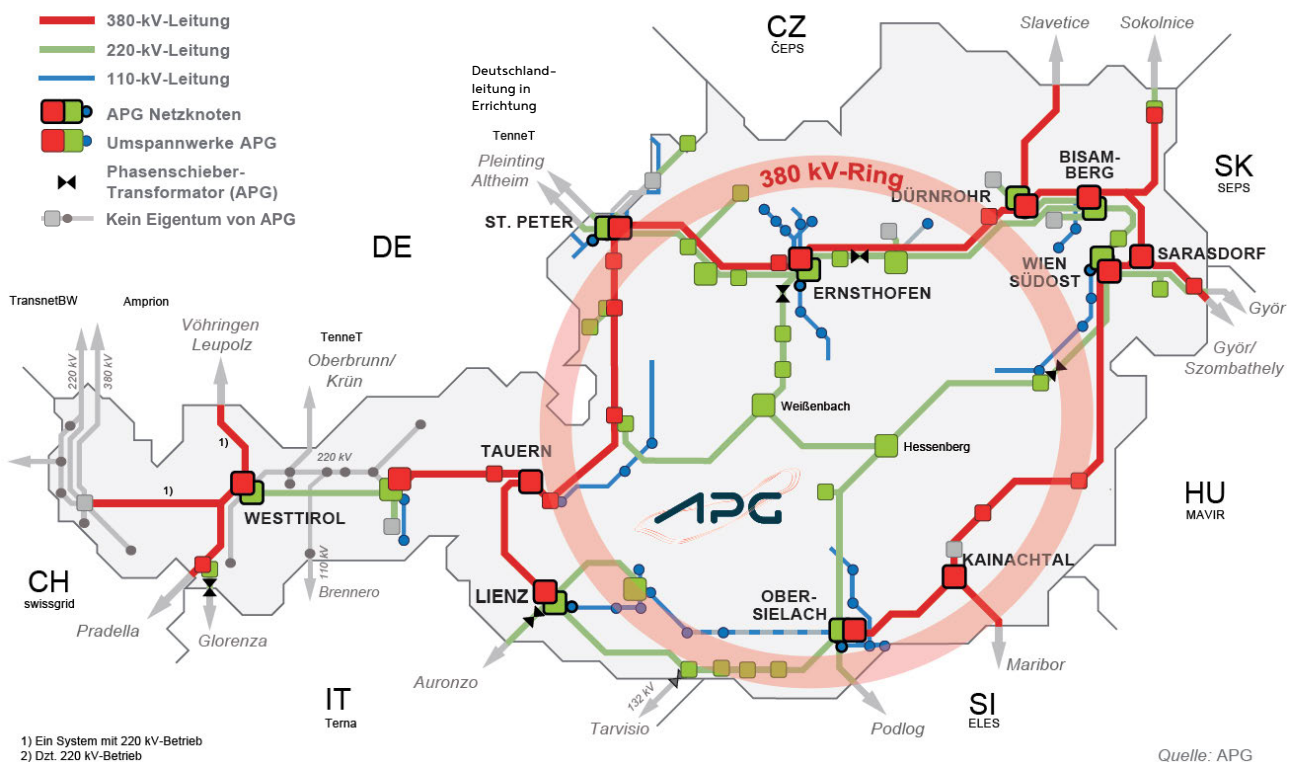 380-kV-Leitung
220-kV-Leitung
110-kV-Leitung
APG Netzknoten
Umspannwerke APG
Phasenschieber-
Transformator (APG)
Kein Eigentum von APG
CZ
ČEPS
Slavetice
Sokolnice
Deutschland-
leitung in
Errichtung
TenneT
Pleinting
Altheim
380 kV-Ring
BISAM-
BERG
DÜRNROHR
SK
SEPS
ST. PETER
DE
WIEN
SÜDOST
SARASDORF
ERNSTHOFEN
Györ
Györ/
Szombathely
TransnetBW
Amprion
Vöhringen
Leupolz
TenneT
Oberbrunn/
Krün
220 kV
380 kV
Weißenbach
Hessenberg
1)
TAUERN
220 kV
1)
WESTTIROL
APG
HU
MAVIR
KAINACHTAL
CH
swissgrid
110 kV
Brennero
LIENZ
OBER-
SIELACH
Pradella
Glorenza
Maribor
Auronzo
IT
Terna
132 kV
Tarvisio
Podlog
SI
ELES
1) Ein System mit 220 kV-Betrieb
2) Dzt. 220 kV-Betrieb
Quelle: APG